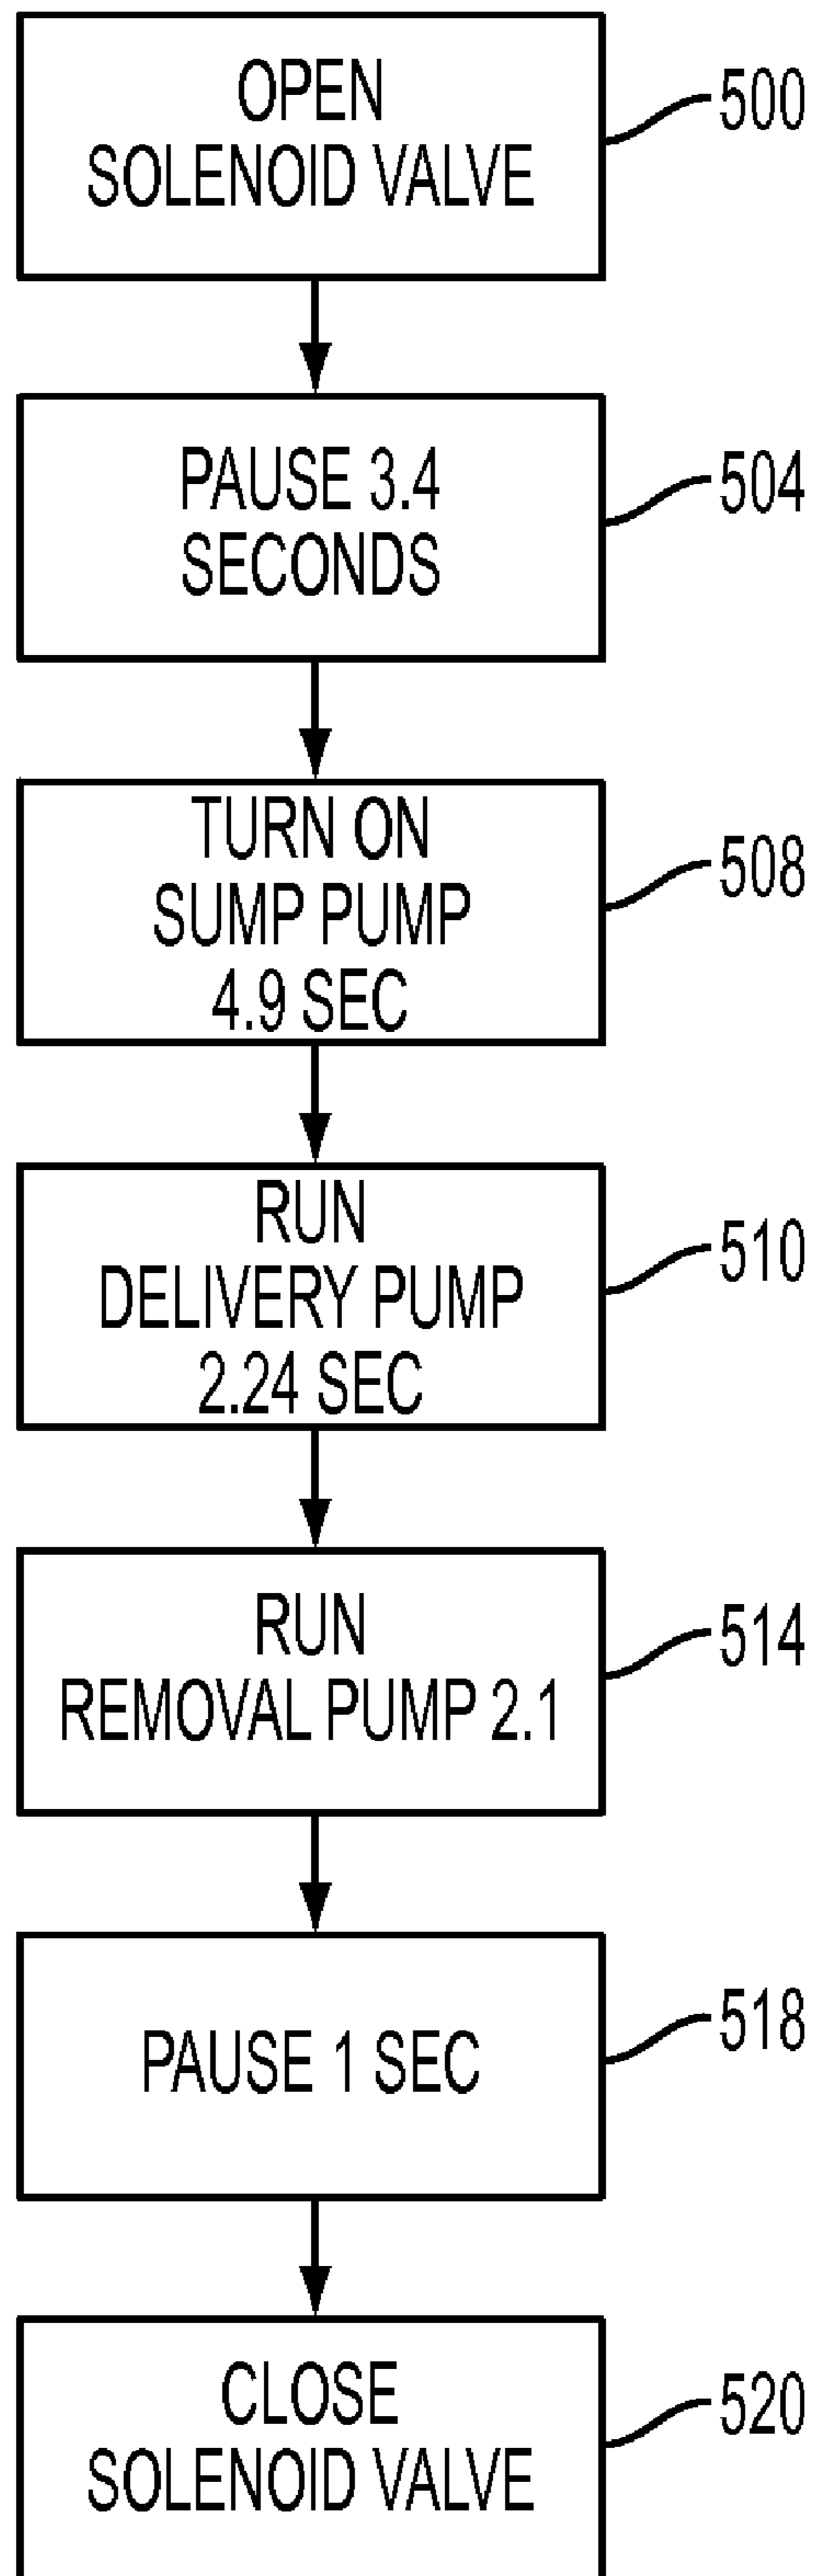 OPEN
SOLENOID VALVE
500
PAUSE 3.4
SECONDS
504
TURN ON
SUMP PUMP
4.9 SEC
508
RUN
DELIVERY PUMP
2.24 SEC
510
RUN
REMOVAL PUMP 2.1
514
PAUSE 1 SEC
518
CLOSE
SOLENOID VALVE
520